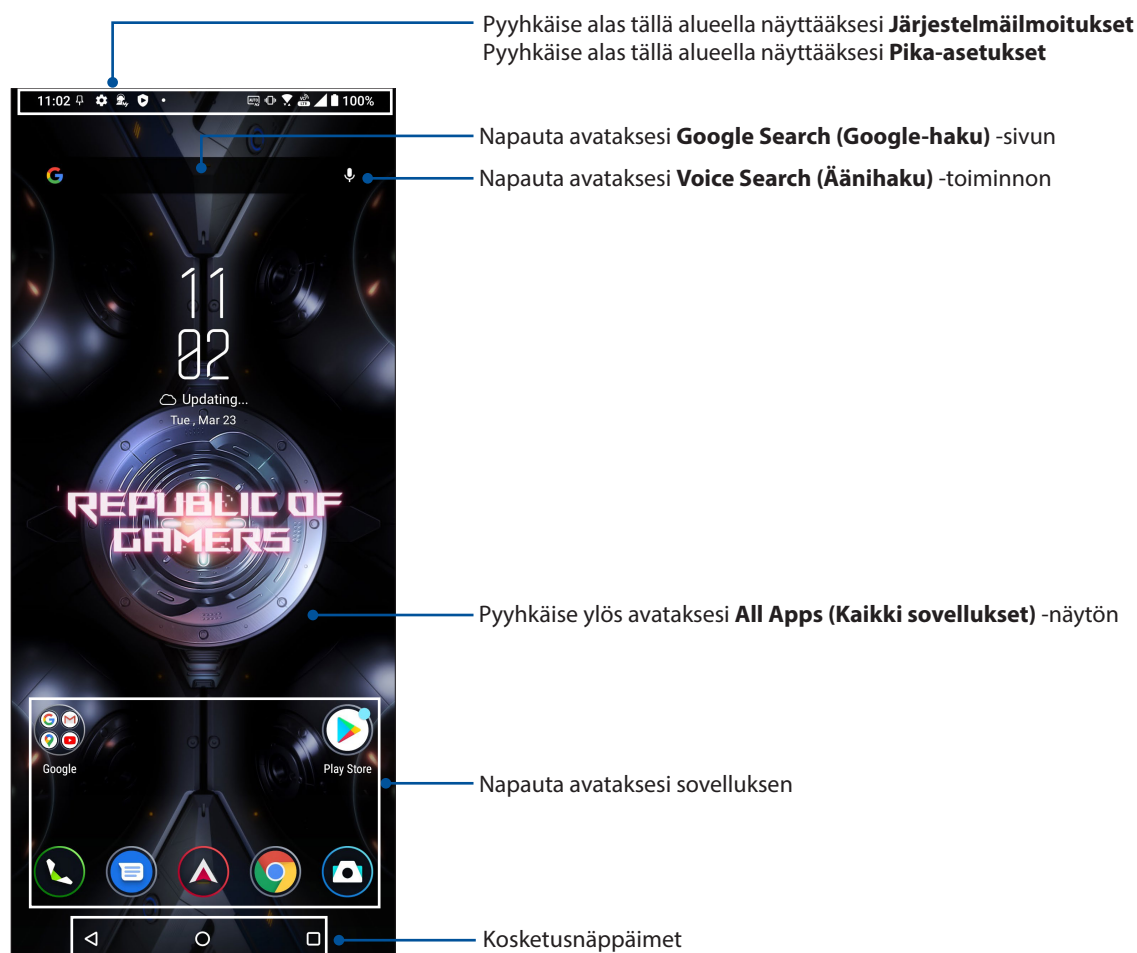 Pyyhkäise alas tällä alueella näyttääksesi Järjestelmäilmoitukset
Pyyhkäise alas tällä alueella näyttääksesi Pika-asetukset
11:02 100%
Napauta avataksesi Google Search (Google-haku) -sivun
Napauta avataksesi Voice Search (Äänihaku) -toiminnon
11
02
Updating...
Tue , Mar 23
REPUBLIC OF
GAMERS
Pyyhkäise ylös avataksesi All Apps (Kaikki sovellukset) -näytön
Google
Play Store
Napauta avataksesi sovelluksen
Kosketusnäppäimet